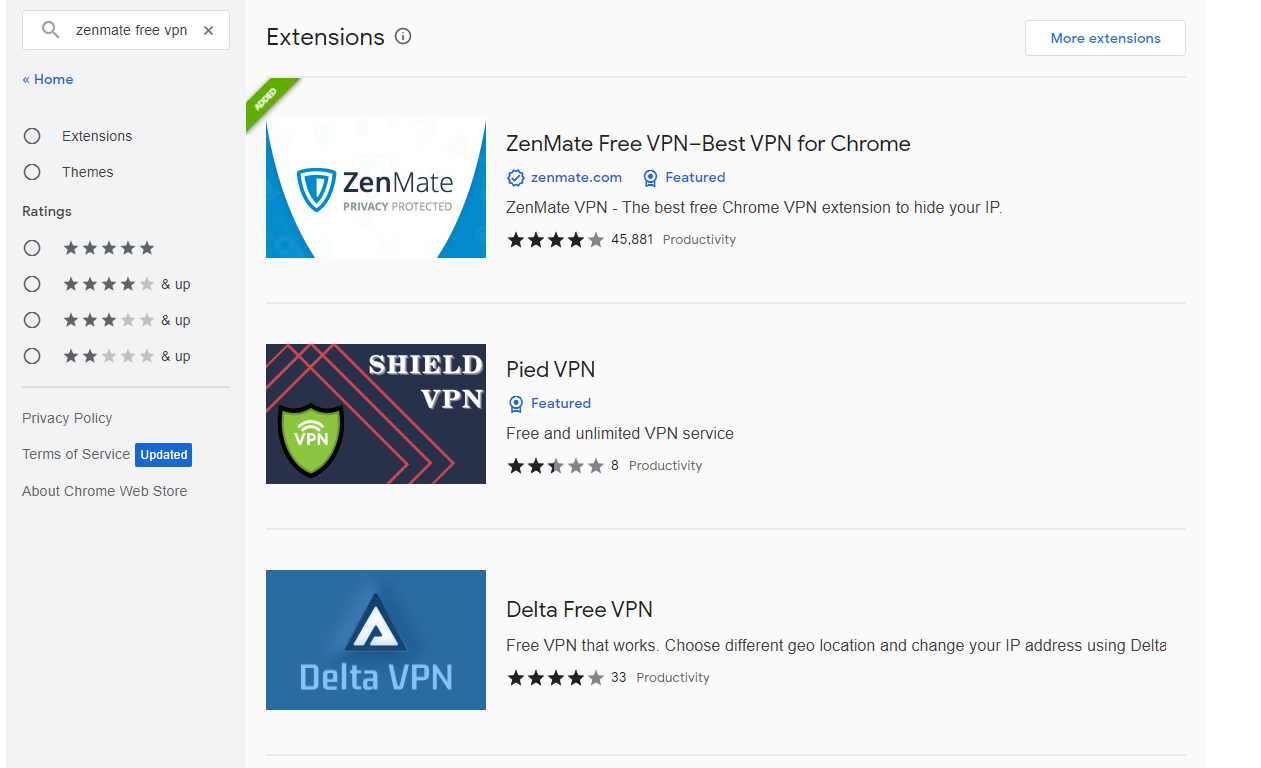 zenmate free vpn
« Home
Extensions
Themes
Ratings
& up
& up
& up
Privacy Policy
Terms of Service Updated
About Chrome Web Store
Extensions
More extensions
ADDED
ZenMate
PRIVACY PROTECTED
ZenMate Free VPN–Best VPN for Chrome
zenmate.com Featured
ZenMate VPN - The best free Chrome VPN extension to hide your IP.
45,881 Productivity
SHIELD
VPN
VPN
Pied VPN
Featured
Free and unlimited VPN service
8 Productivity
Delta VPN
Delta Free VPN
Free VPN that works. Choose different geo location and change your IP address using Delta
33 Productivity